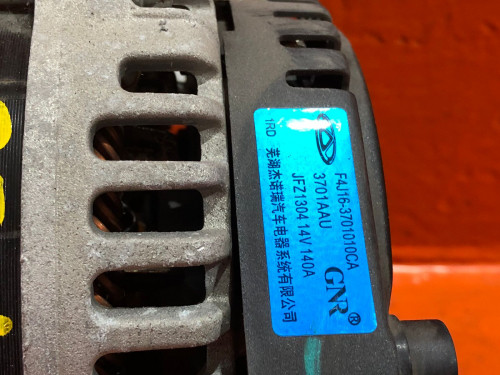 F4J16-3701010CA
3701AAU
GNR®
JFZ1304 14V 140A
1RD 芜湖杰诺瑞汽车电器系统有限公司